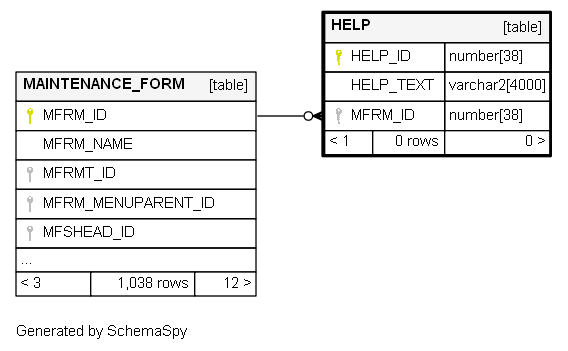 HELP [table]
HELP_ID number[38]
HELP_TEXT varchar2[4000]
MFRM_ID number[38]
< 1 0 rows 0 >
MAINTENANCE_FORM [table]
MFRM_ID
MFRM_NAME
MFRMT_ID
MFRM_MENUPARENT_ID
MFSHEAD_ID
...
< 3 1,038 rows 12 >
Generated by SchemaSpy